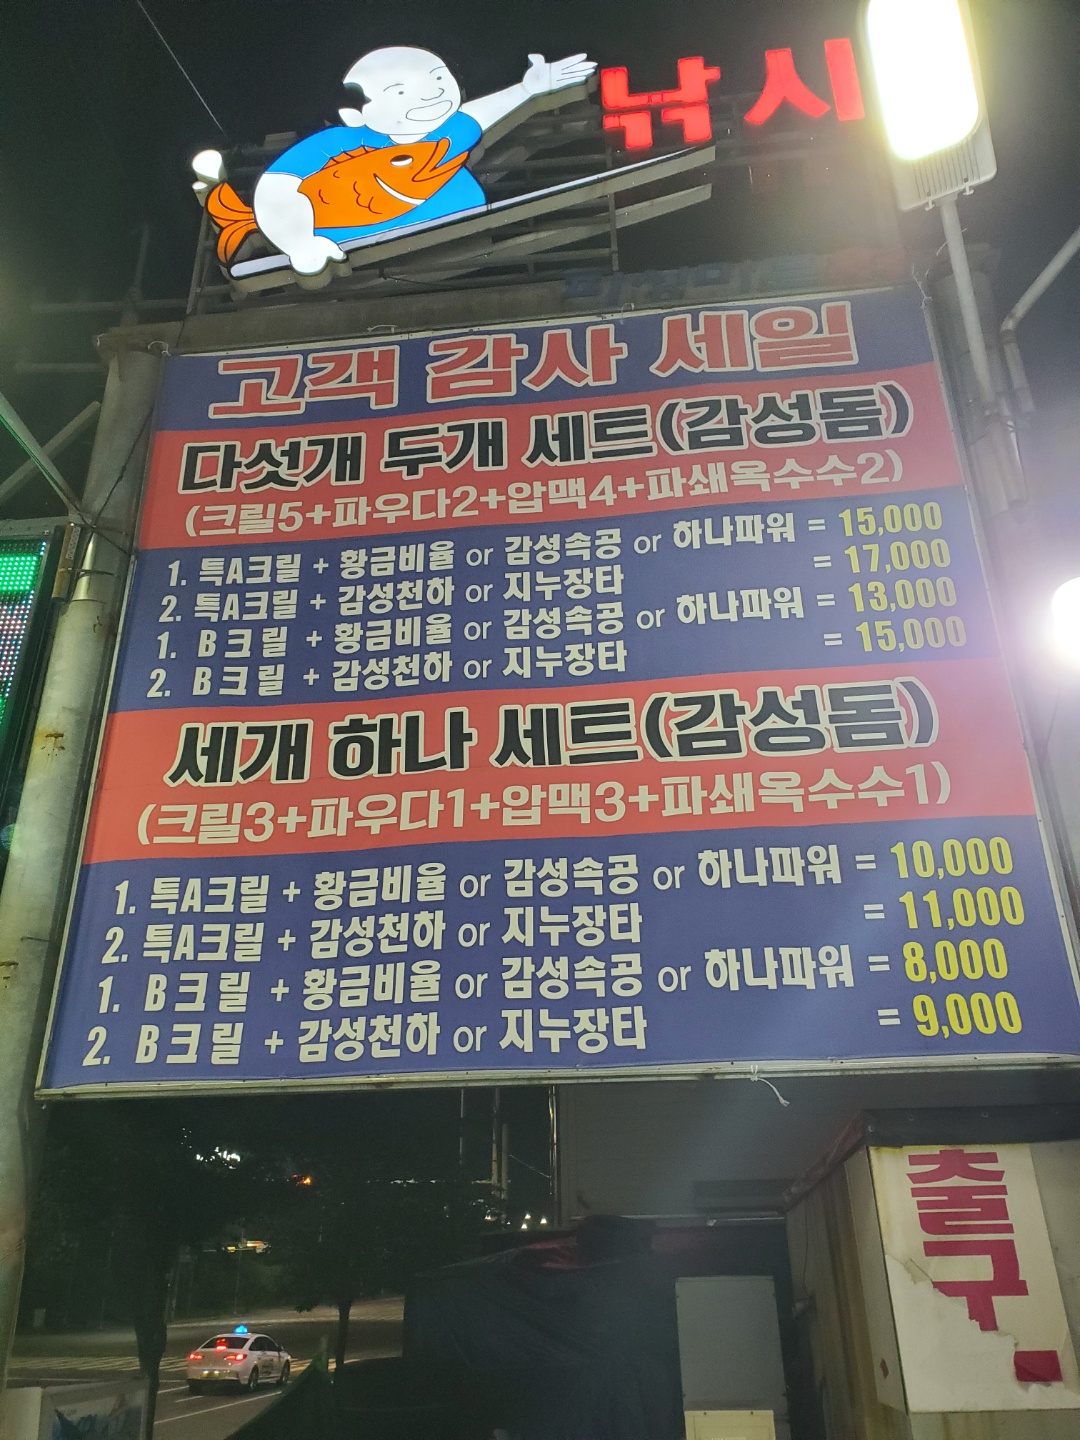 낚시
고객 감사 세일
다섯개 두개 세트(감성돔)
(크릴5+파우다2+압맥4+파쇄옥수수2)
1. 특A크릴 + 황금비율 or 감성속공 or 하나파워 = 15,000
2. 특A크릴 + 감성천하 or 지누장타 = 17,000
1. B크릴 + 황금비율 or 감성속공 or 하나파워 = 13,000
2. B크릴 + 감성천하 or 지누장타 = 15,000
세개 하나 세트(감성돔)
(크릴3+파우다1+압맥3+파쇄옥수수1)
1. 특A크릴 + 황금비율 or 감성속공 or 하나파워 = 10,000
2. 특A크릴 + 감성천하 or 지누장타 = 11,000
1. B크릴 + 황금비율 or 감성속공 or 하나파워 = 8,000
2. B크릴 + 감성천하 or 지누장타 = 9,000
출구